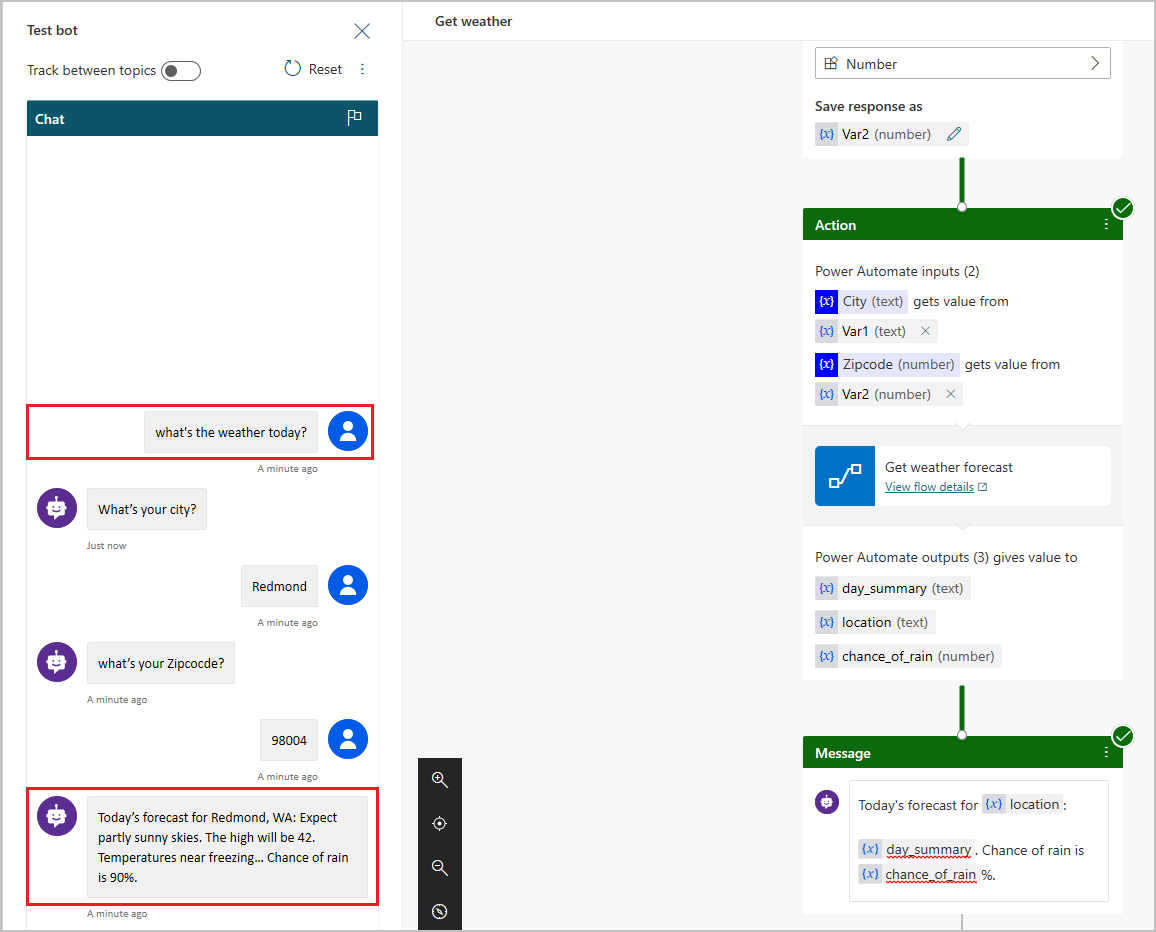 Test bot
Track between topics
Reset
Chat
what's the weather today?
A minute ago
What's your city?
Just now
Redmond
A minute ago
what's your Zipcocde?
A minute ago
98004
A minute ago
Today's forecast for Redmond, WA: Expect
partly sunny skies. The high will be 42.
Temperatures near freezing... Chance of rain
is 90%.
A minute ago
Get weather
Number
Save response as
{x} Var2 (number)
Action
Power Automate inputs (2)
{x} City (text) gets value from
{x} Var1 (text)
{x} Zipcode (number) gets value from
{x} Var2 (number)
Get weather forecast
View flow details
Power Automate outputs (3) gives value to
{x} day_summary (text)
{x} location (text)
{x} chance_of_rain (number)
Message
Today's forecast for {x} location :
{x} day_summary . Chance of rain is
{x} chance_of_rain %.